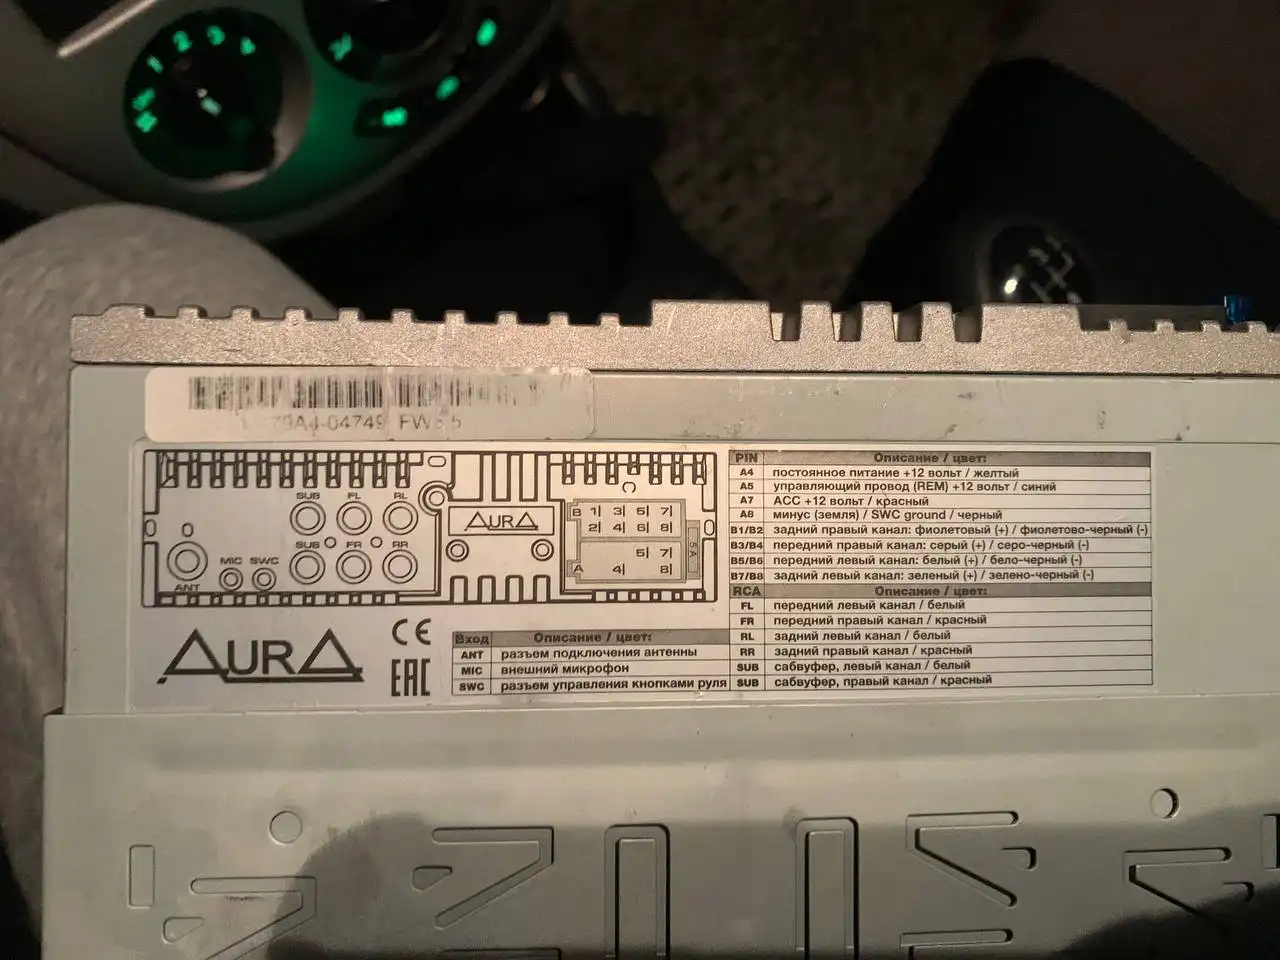 79A4-04749 FW
SUB FL RL
SUB FR RR
MIC SWC
ANT
AURA
B 1 3 5 7
2 4 6 8
5 7
A 4 8
5A
AURA
CE
EAC
Вход Описание / цвет:
ANT разъем подключения антенны
MIC внешний микрофон
SWC разъем управления кнопками руля
PIN Описание / цвет:
A4 постоянное питание +12 вольт / желтый
A5 управляющий провод (REM) +12 вольт / синий
A7 ACC +12 вольт / красный
A8 минус (земля) / SWC ground / черный
B1/B2 задний правый канал: фиолетовый (+) / фиолетово-черный (-)
B3/B4 передний правый канал: серый (+) / серо-черный (-)
B5/B6 передний левый канал: белый (+) / бело-черный (-)
B7/B8 задний левый канал: зеленый (+) / зелено-черный (-)
RCA Описание / цвет:
FL передний левый канал / белый
FR передний правый канал / красный
RL задний левый канал / белый
RR задний правый канал / красный
SUB сабвуфер, левый канал / белый
SUB сабвуфер, правый канал / красный